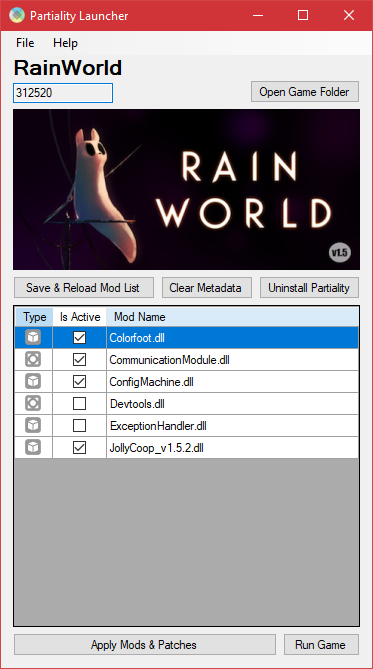 Partiality Launcher
File Help
RainWorld
312520
Open Game Folder
RAIN
WORLD
v1.5
Save & Reload Mod List Clear Metadata Uninstall Partiality
Type Is Active Mod Name
Colorfoot.dll
CommunicationModule.dll
ConfigMachine.dll
Devtools.dll
ExceptionHandler.dll
JollyCoop_v1.5.2.dll
Apply Mods & Patches Run Game